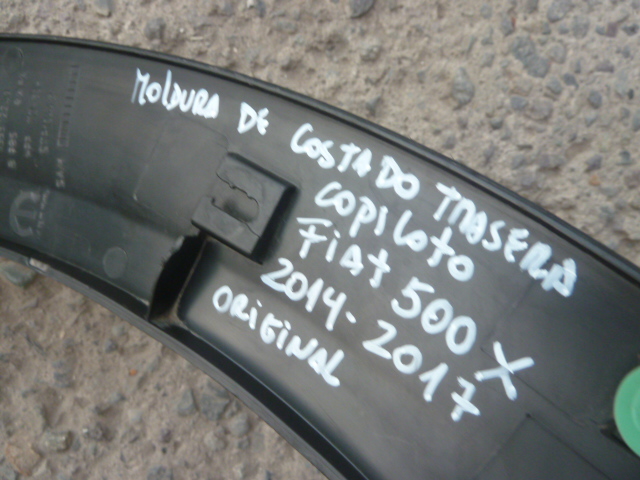 MOLDURA DE COSTADO TRASERA
COPILOTO
FIAT 500 X
2014-2017
ORIGINAL